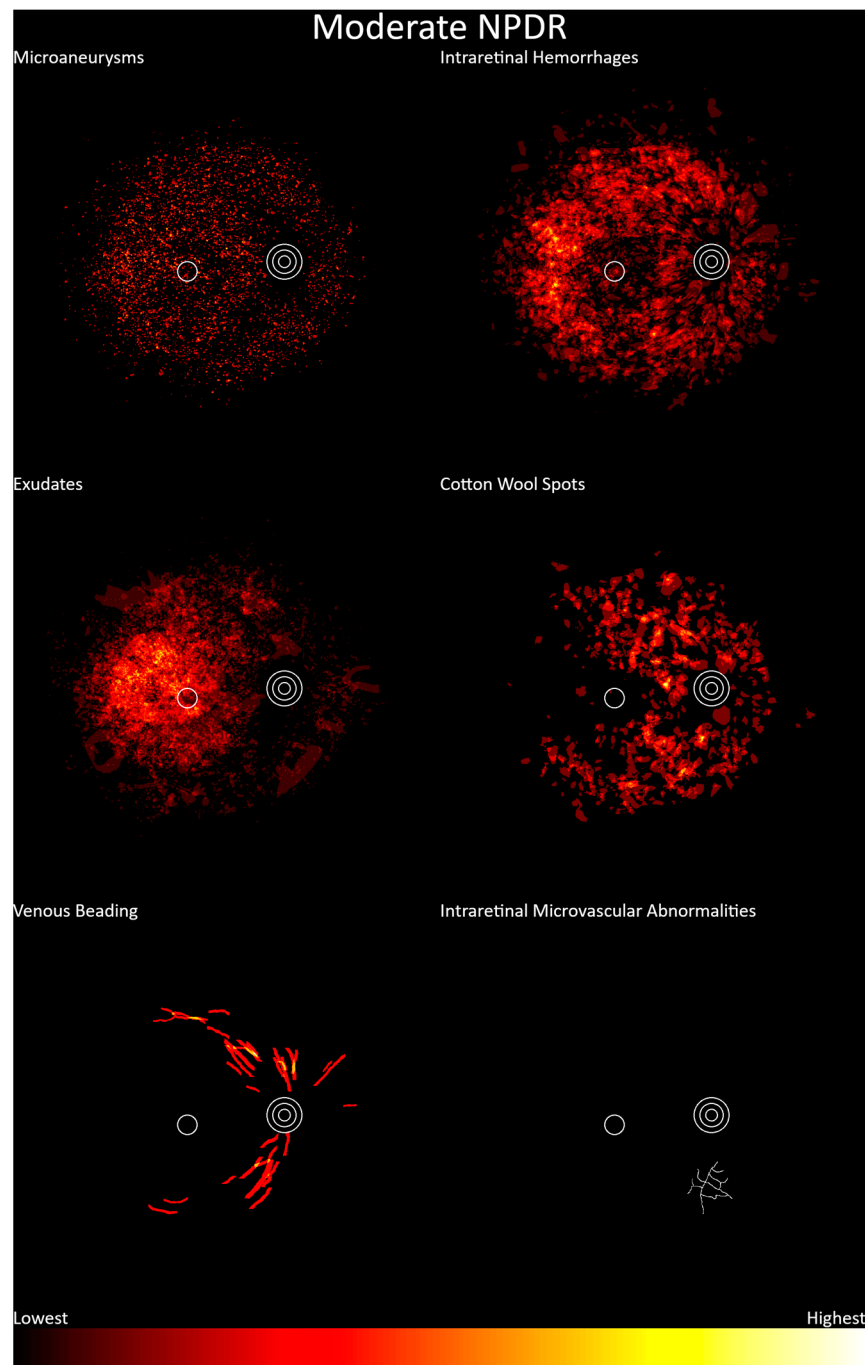 Moderate NPDR
Microaneurysms
Intraretinal Hemorrhages
Exudates
Cotton Wool Spots
Venous Beading
Intraretinal Microvascular Abnormalities
Lowest
Highest